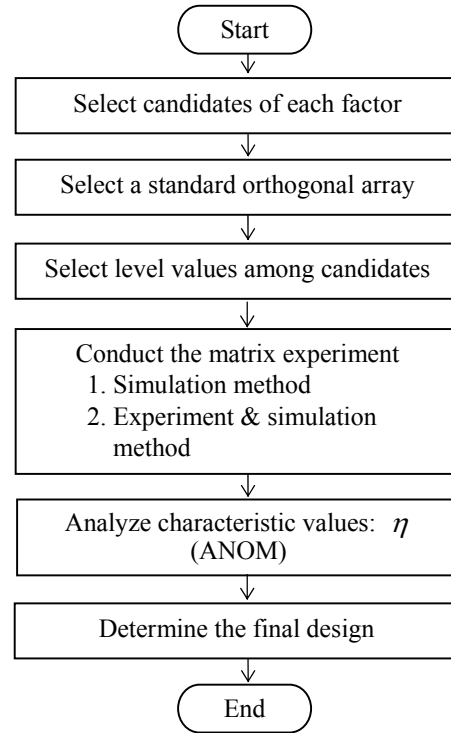 Start
Select candidates of each factor
Select a standard orthogonal array
Select level values among candidates
Conduct the matrix experiment
1. Simulation method
2. Experiment & simulation
method
Analyze characteristic values: η
(ANOM)
Determine the final design
End